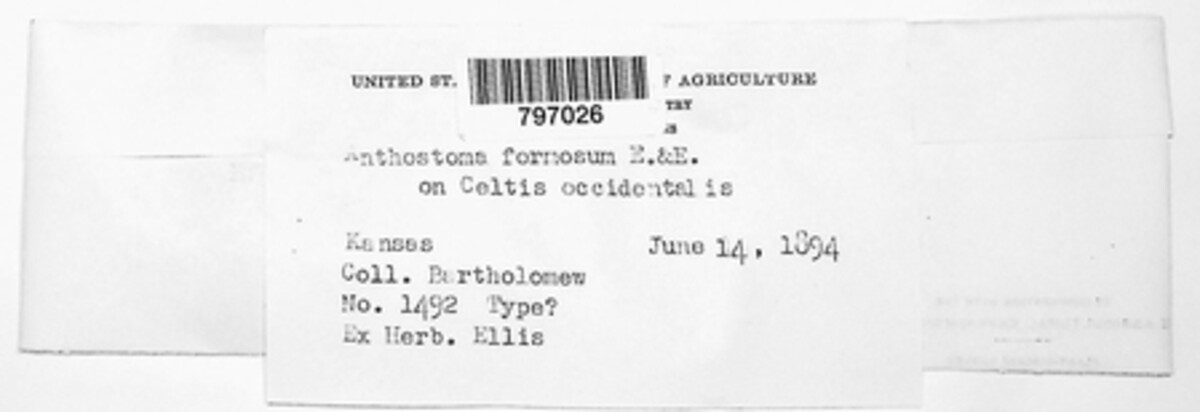 UNITED ST. F AGRICULTURE
TRY
797026
Anthostoma formosum E.&E.
on Celtis occidentalis
Kansas June 14, 1894
Coll. Bartholomew
No. 1492 Type?
Ex Herb. Ellis